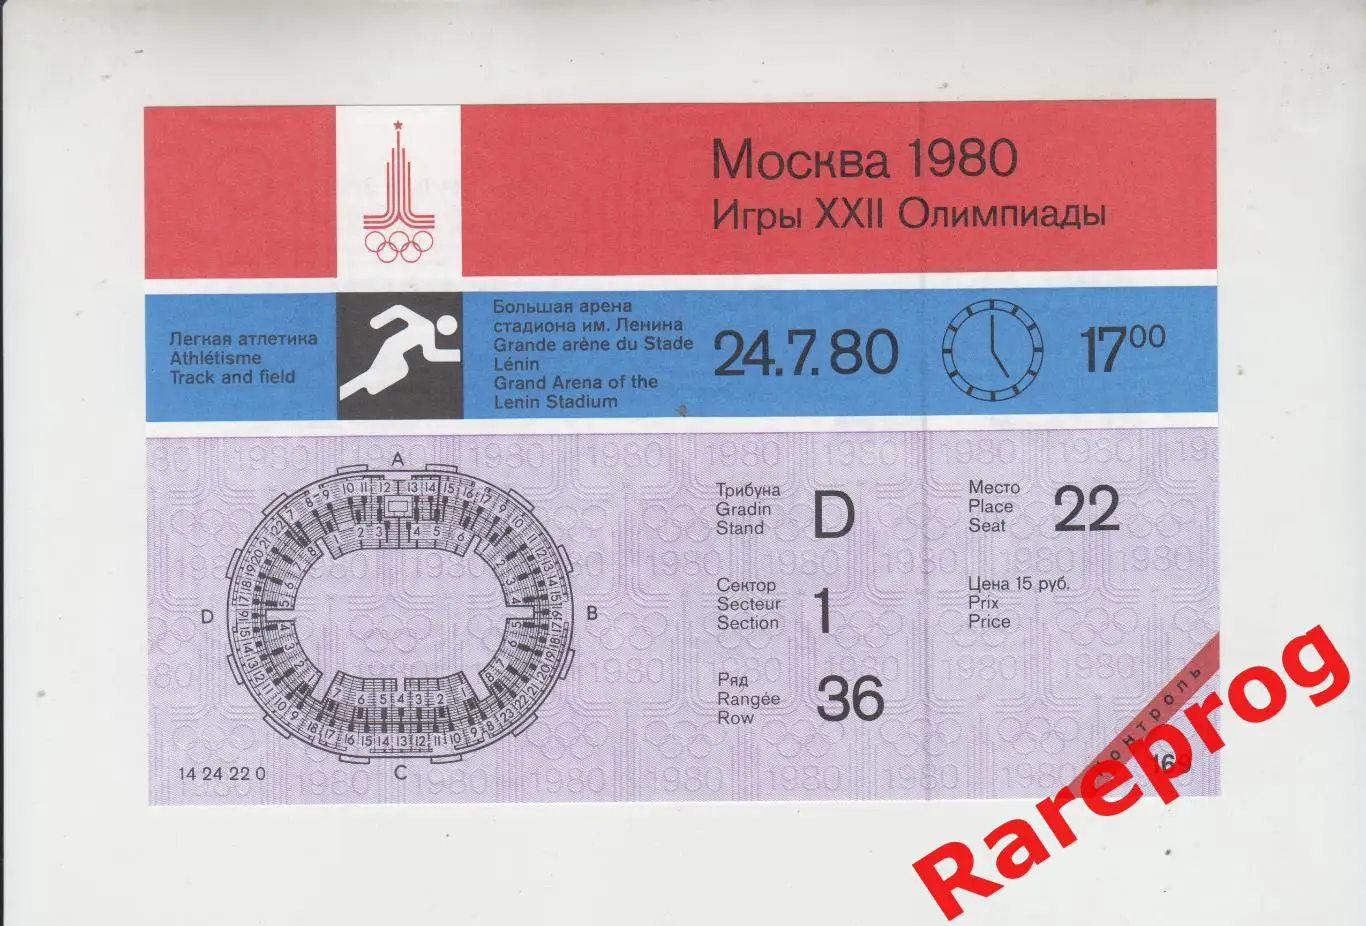 Москва 1980
Игры XXII Олимпиады
Легкая атлетика
Athlétisme
Track and field
Большая арена
стадиона им. Ленина
Grande arène du Stade
Lénin
Grand Arena of the
Lenin Stadium
24.7.80
17⁰⁰
A
B
C
D
Трибуна
Gradin
Stand
D
Место
Place
Seat
22
Сектор
Secteur
Section
1
Цена 15 руб.
Prix
Price
Ряд
Rangée
Row
36
14 24 22 0
169
Rareprog